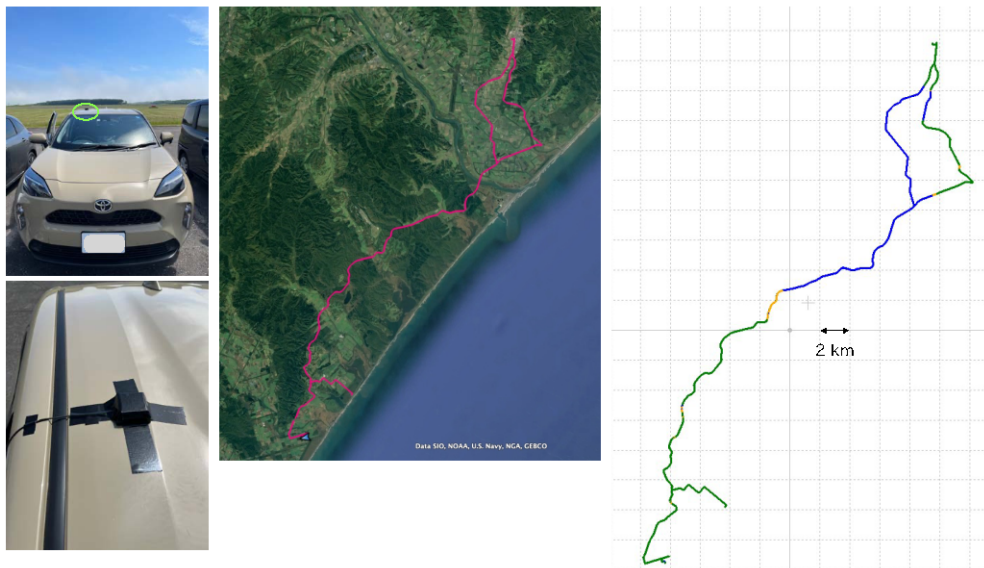 Data SIO, NOAA, U.S. Navy, NGA, GEBCO
2 km